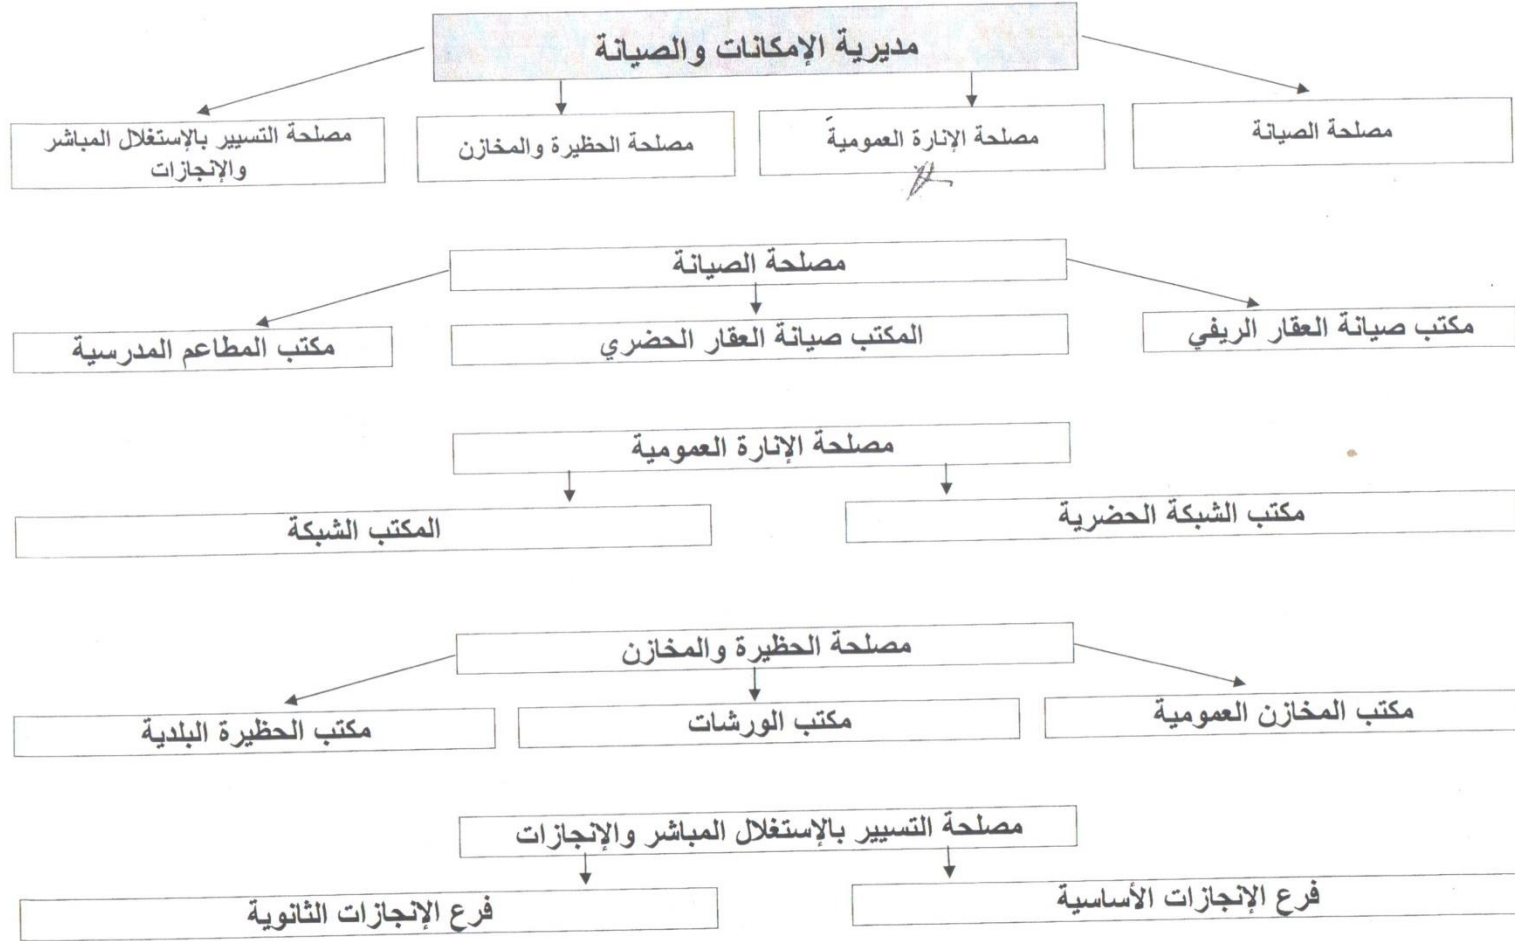 مديرية الإمكانات والصيانة
مصلحة الصيانة
مصلحة الإنارة العمومية
مصلحة الحظيرة والمخازن
مصلحة التسيير بالإستغلال المباشر
والإنجازات
مصلحة الصيانة
مكتب صيانة العقار الريفي
المكتب صيانة العقار الحضري
مكتب المطاعم المدرسية
مصلحة الإنارة العمومية
مكتب الشبكة الحضرية
المكتب الشبكة
مصلحة الحظيرة والمخازن
مكتب المخازن العمومية
مكتب الورشات
مكتب الحظيرة البلدية
مصلحة التسيير بالإستغلال المباشر والإنجازات
فرع الإنجازات الأساسية
فرع الإنجازات الثانوية